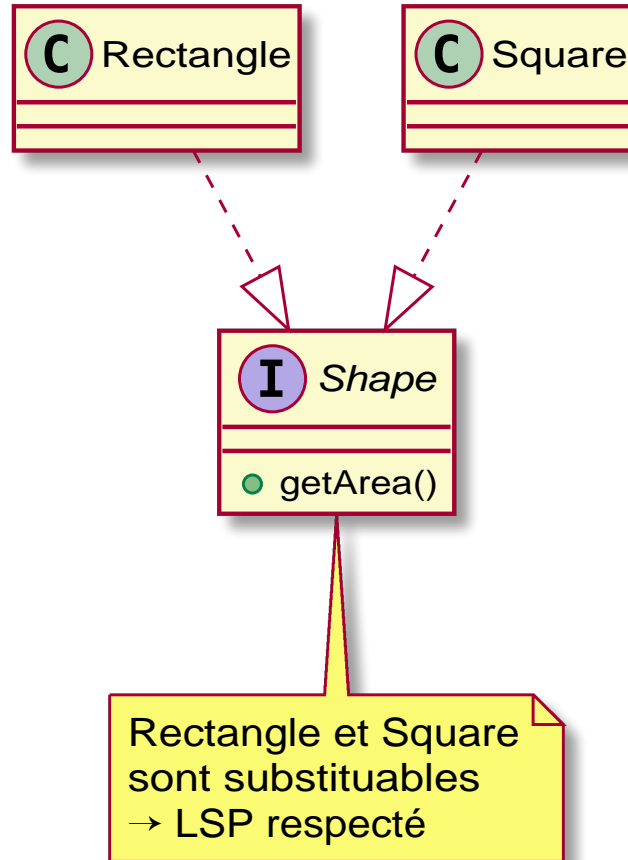 C Rectangle
C Square
I Shape
getArea()
Rectangle et Square
sont substituables
→ LSP respecté